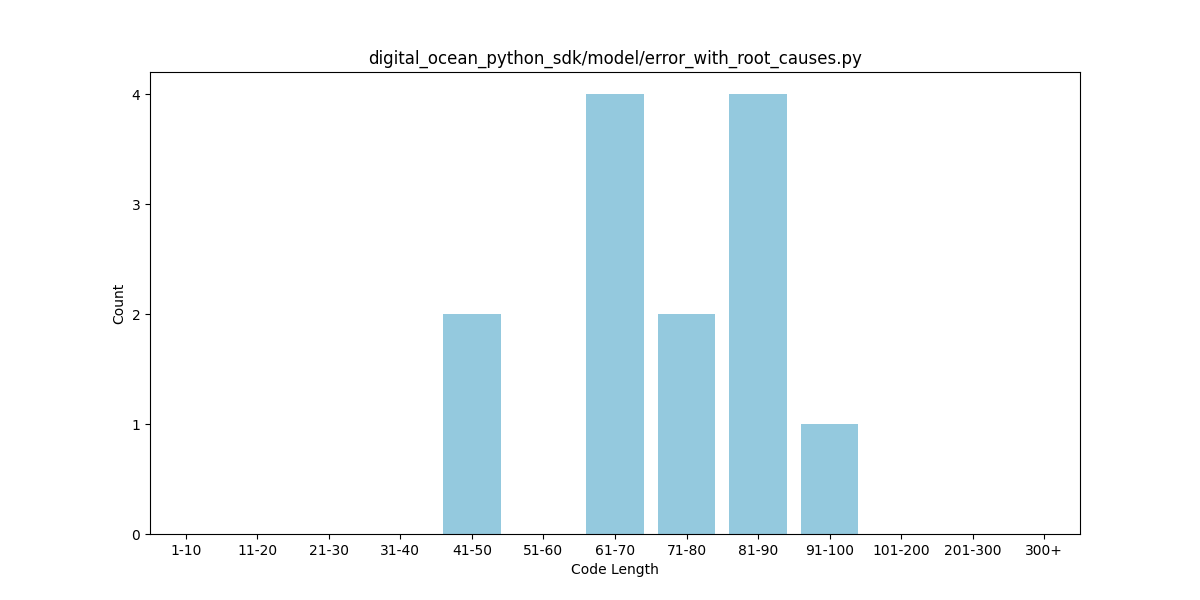 digital_ocean_python_sdk/model/error_with_root_causes.py
4
3
2
1
0
Count
1-10 11-20 21-30 31-40 41-50 51-60 61-70 71-80 81-90 91-100 101-200 201-300 300+
Code Length